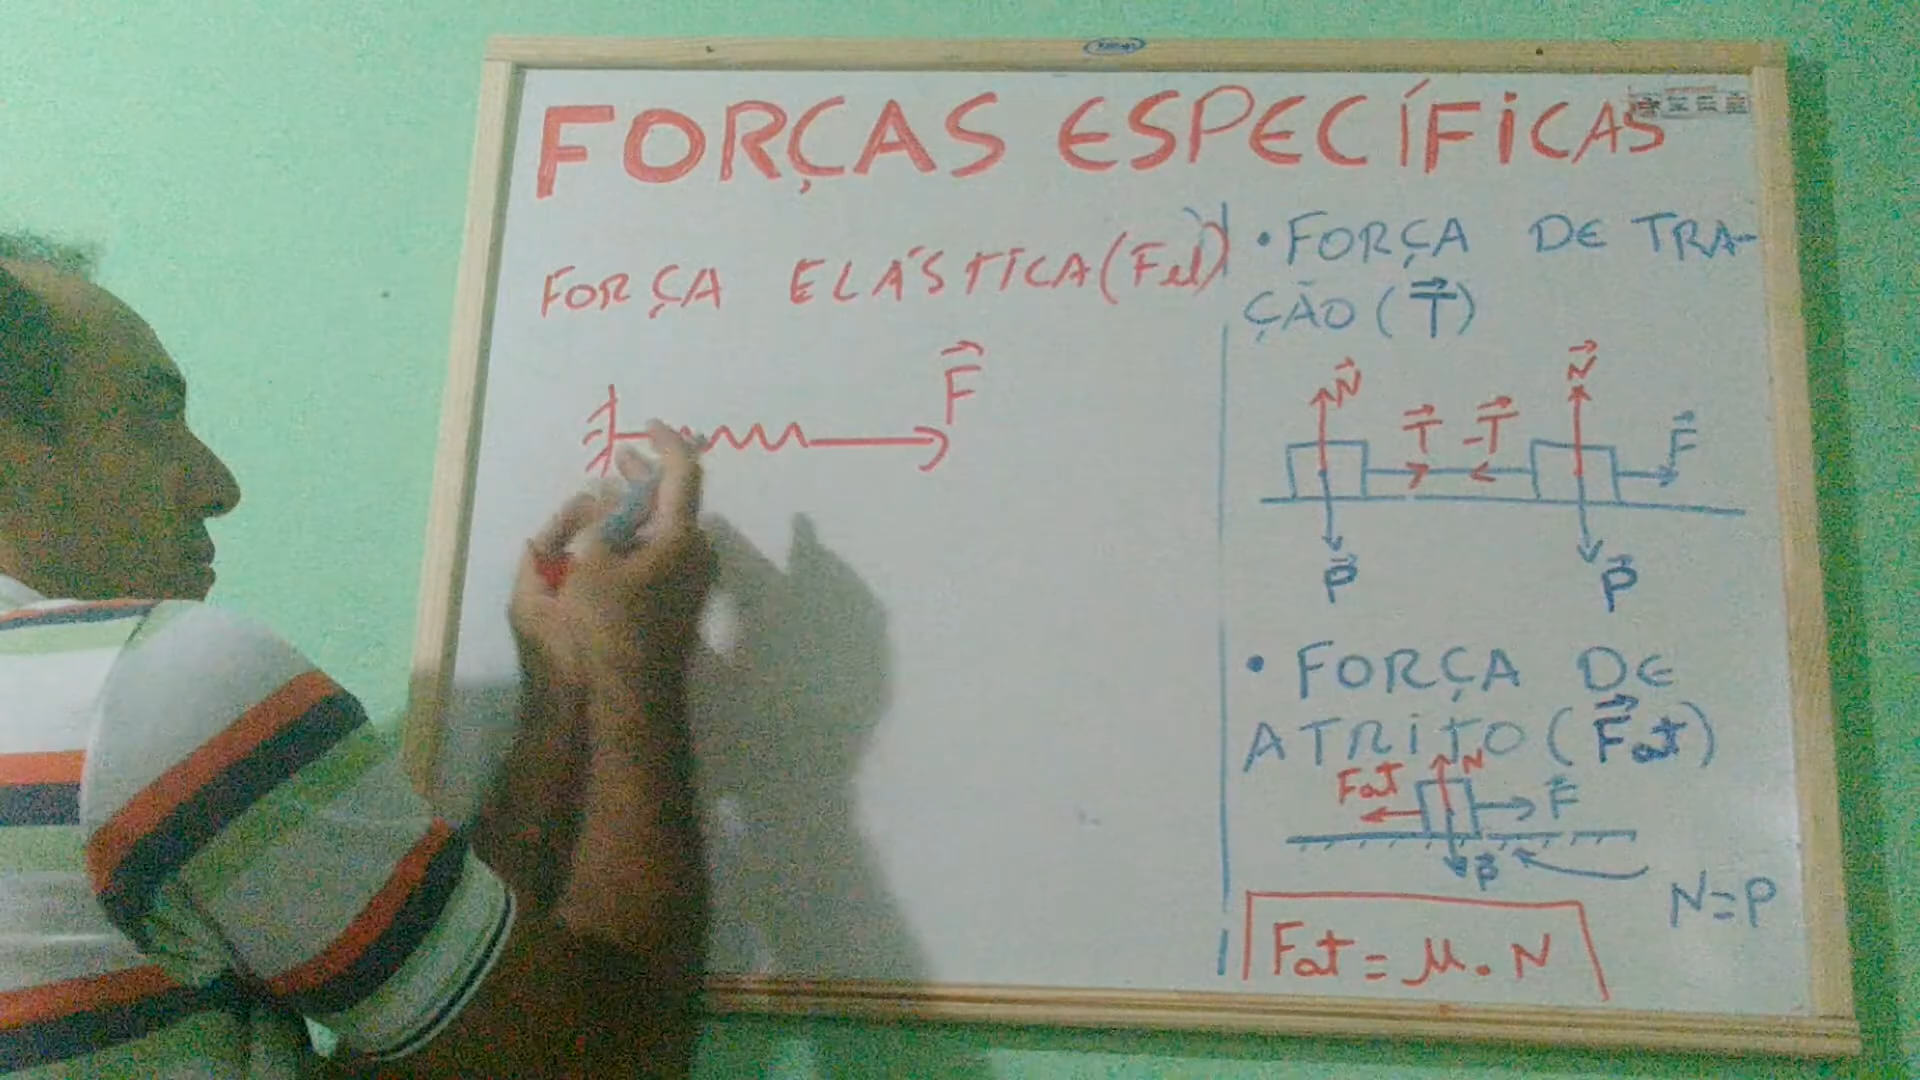 FORÇAS ESPECÍFICAS
FORÇA ELÁSTICA (Fel)
F
• FORÇA DE TRA-
ÇÃO (T)
N
N
T
-T
F
P
P
• FORÇA DE
ATRITO (Fat)
Fat
N
F
P
N=P
Fat = μ . N